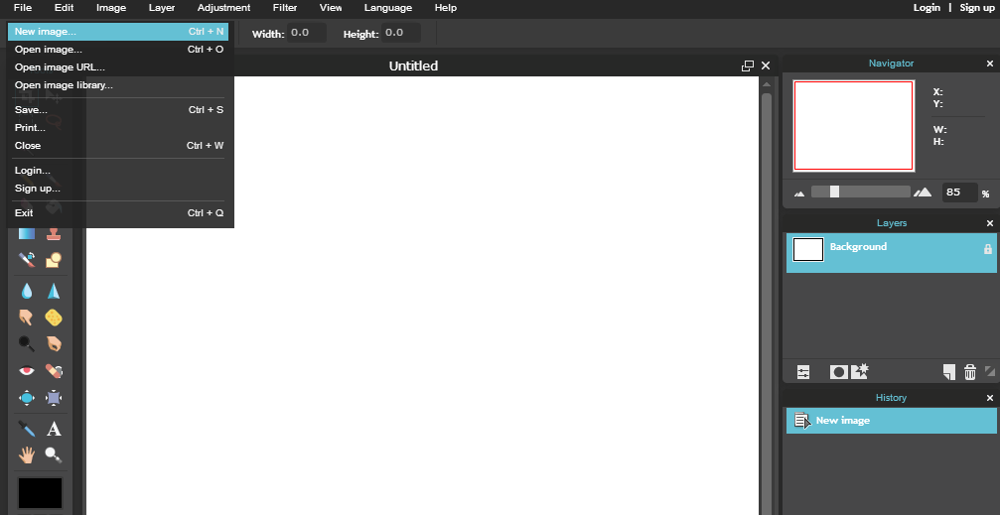 File Edit Image Layer Adjustment Filter View Language Help Login | Sign up
New image... Ctrl + N
Width: 0.0 Height: 0.0
Open image... Ctrl + O
Open image URL...
Open image library...
Save... Ctrl + S
Print...
Close Ctrl + W
Login...
Sign up...
Exit Ctrl + Q
Untitled
A
Navigator
X:
Y:
W:
H:
85 %
Layers
Background
History
New image